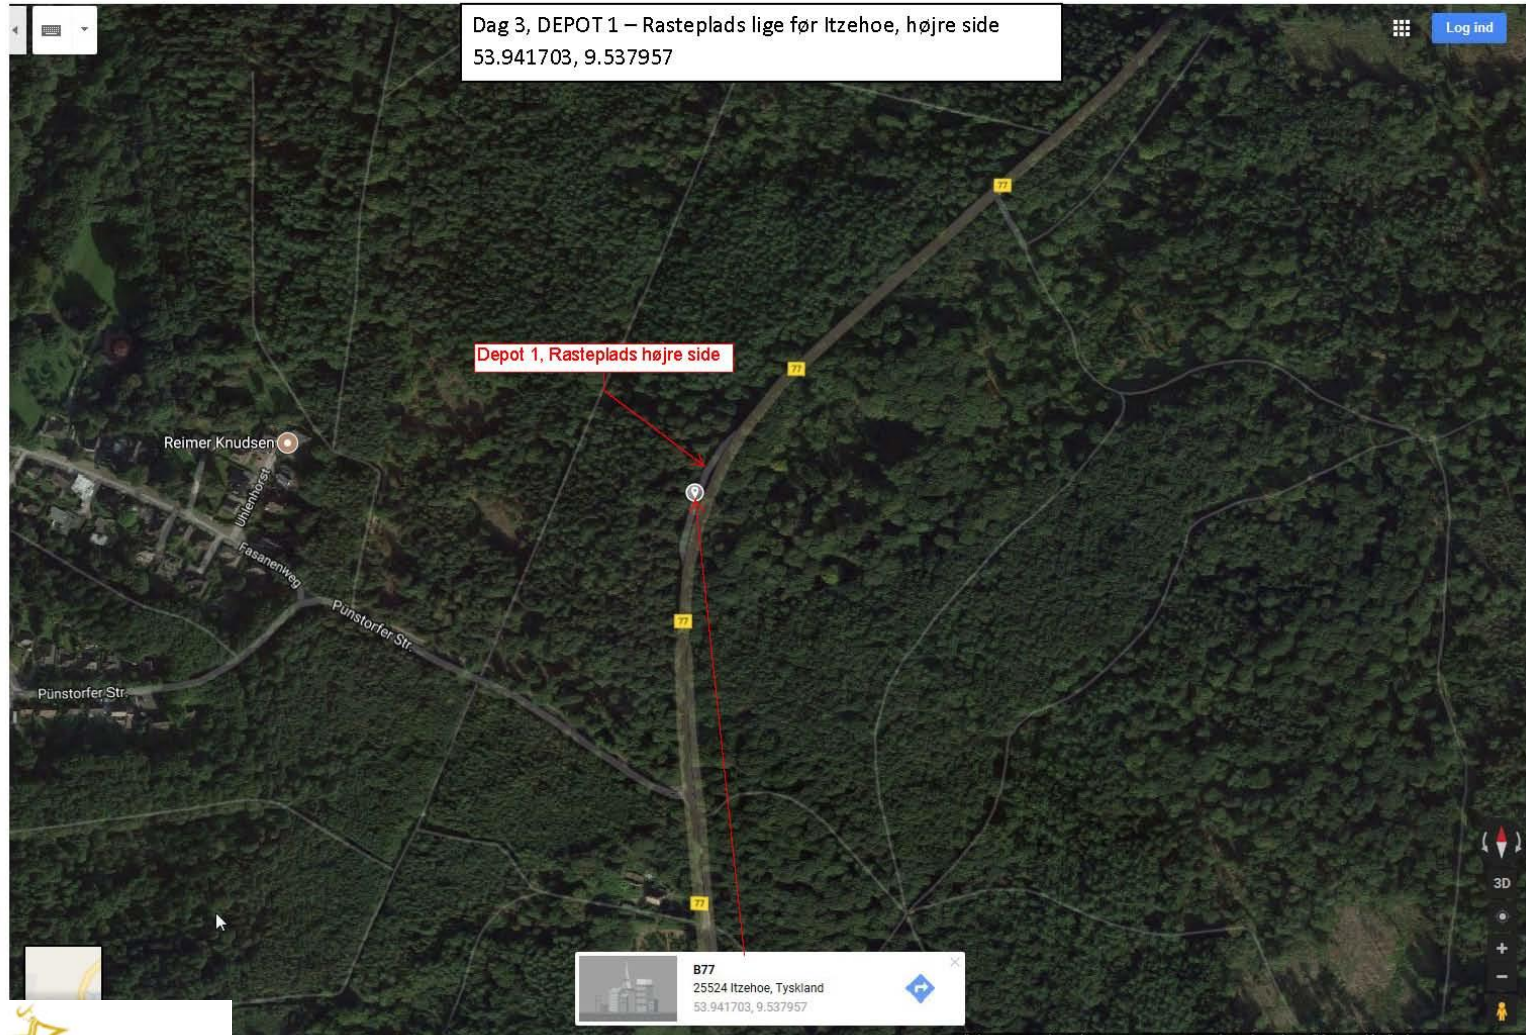 Dag 3, DEPOT 1 – Rasteplads lige før Itzehoe, højre side
53.941703, 9.537957
Log ind
77
Depot 1, Rasteplads højre side
77
Reimer Knudsen
Uhlenhorst
Fasanenweg
Pünstorfer Str.
77
Pünstorfer Str.
77
3D
B77
25524 Itzehoe, Tyskland
53.941703, 9.537957